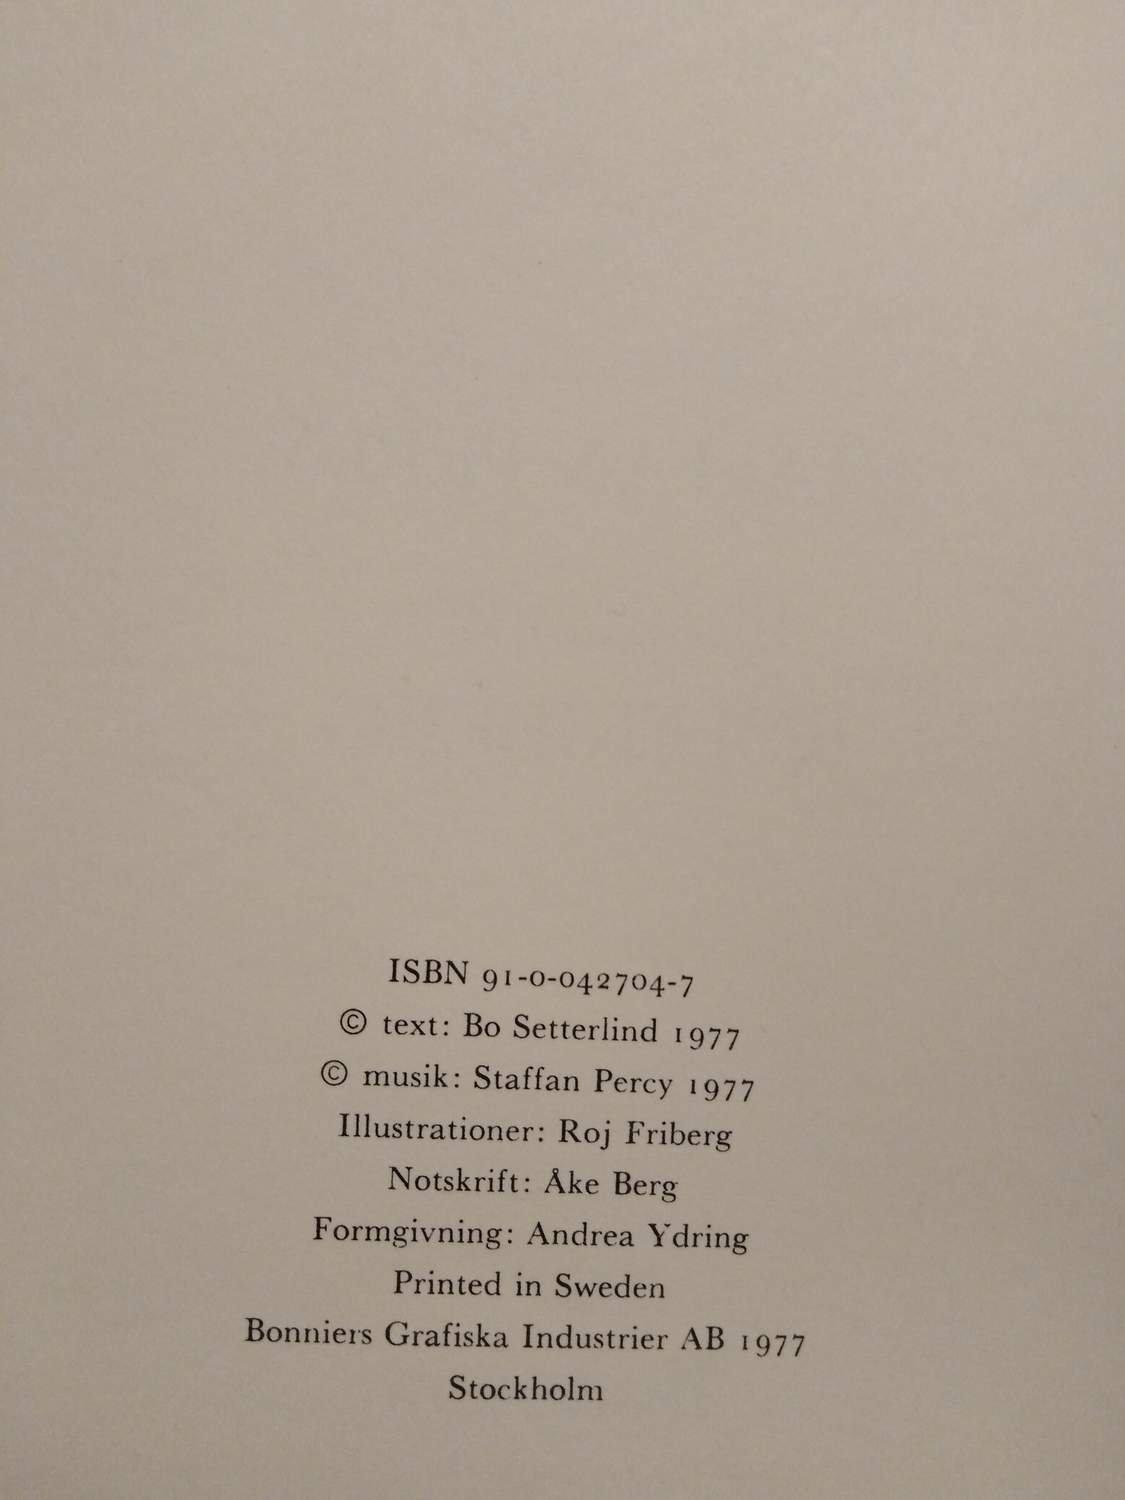 ISBN 91-0-042704-7
© text: Bo Setterlind 1977
© musik: Staffan Percy 1977
Illustrationer: Roj Friberg
Notskrift: Åke Berg
Formgivning: Andrea Ydring
Printed in Sweden
Bonniers Grafiska Industrier AB 1977
Stockholm